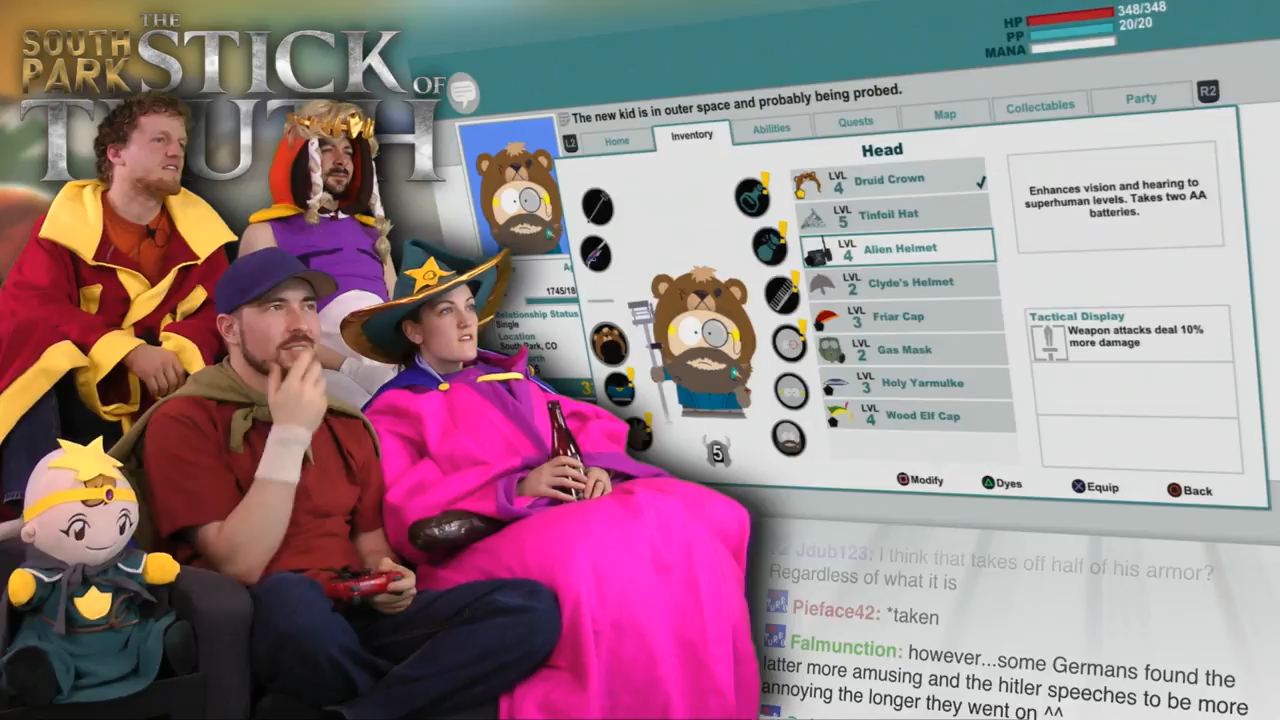 THE
SOUTH
PARK
STICK
OF
TRUTH
HP
348/348
PP
20/20
MANA
The new kid is in outer space and probably being probed.
L2
Home
Inventory
Abilities
Quests
Map
Collectables
Party
R2
1745/18
Relationship Status
Single
Location
South Park, CO
3
5
Head
LVL 4 Druid Crown
LVL 5 Tinfoil Hat
LVL 4 Alien Helmet
LVL 2 Clyde's Helmet
LVL 3 Friar Cap
LVL 2 Gas Mask
LVL 3 Holy Yarmulke
LVL 4 Wood Elf Cap
Enhances vision and hearing to
superhuman levels. Takes two AA
batteries.
Tactical Display
Weapon attacks deal 10%
more damage
Modify
Dyes
Equip
Back
Jdub123: I think that takes off half of his armor?
Regardless of what it is
Pieface42: *taken
Falmunction: however...some Germans found the
latter more amusing and the hitler speeches to be more
annoying the longer they went on ^^